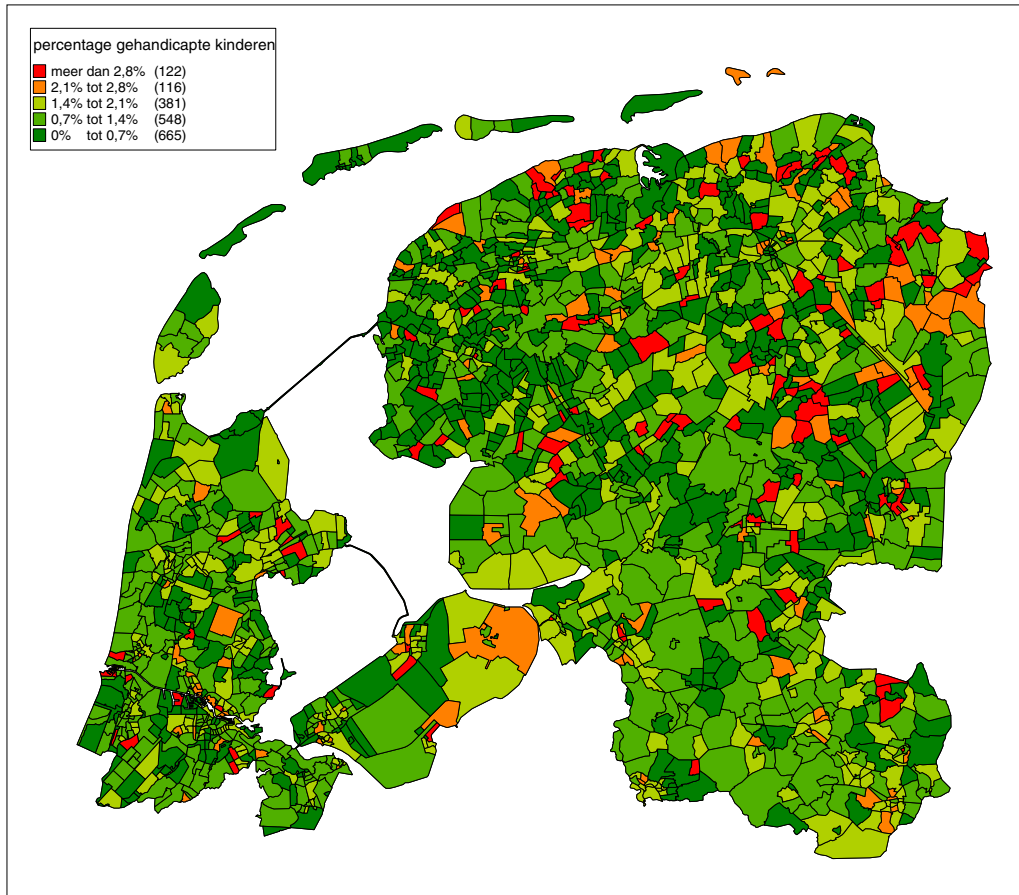 percentage gehandicapte kinderen
meer dan 2,8% (122)
2,1% tot 2,8% (116)
1,4% tot 2,1% (381)
0,7% tot 1,4% (548)
0% tot 0,7% (665)